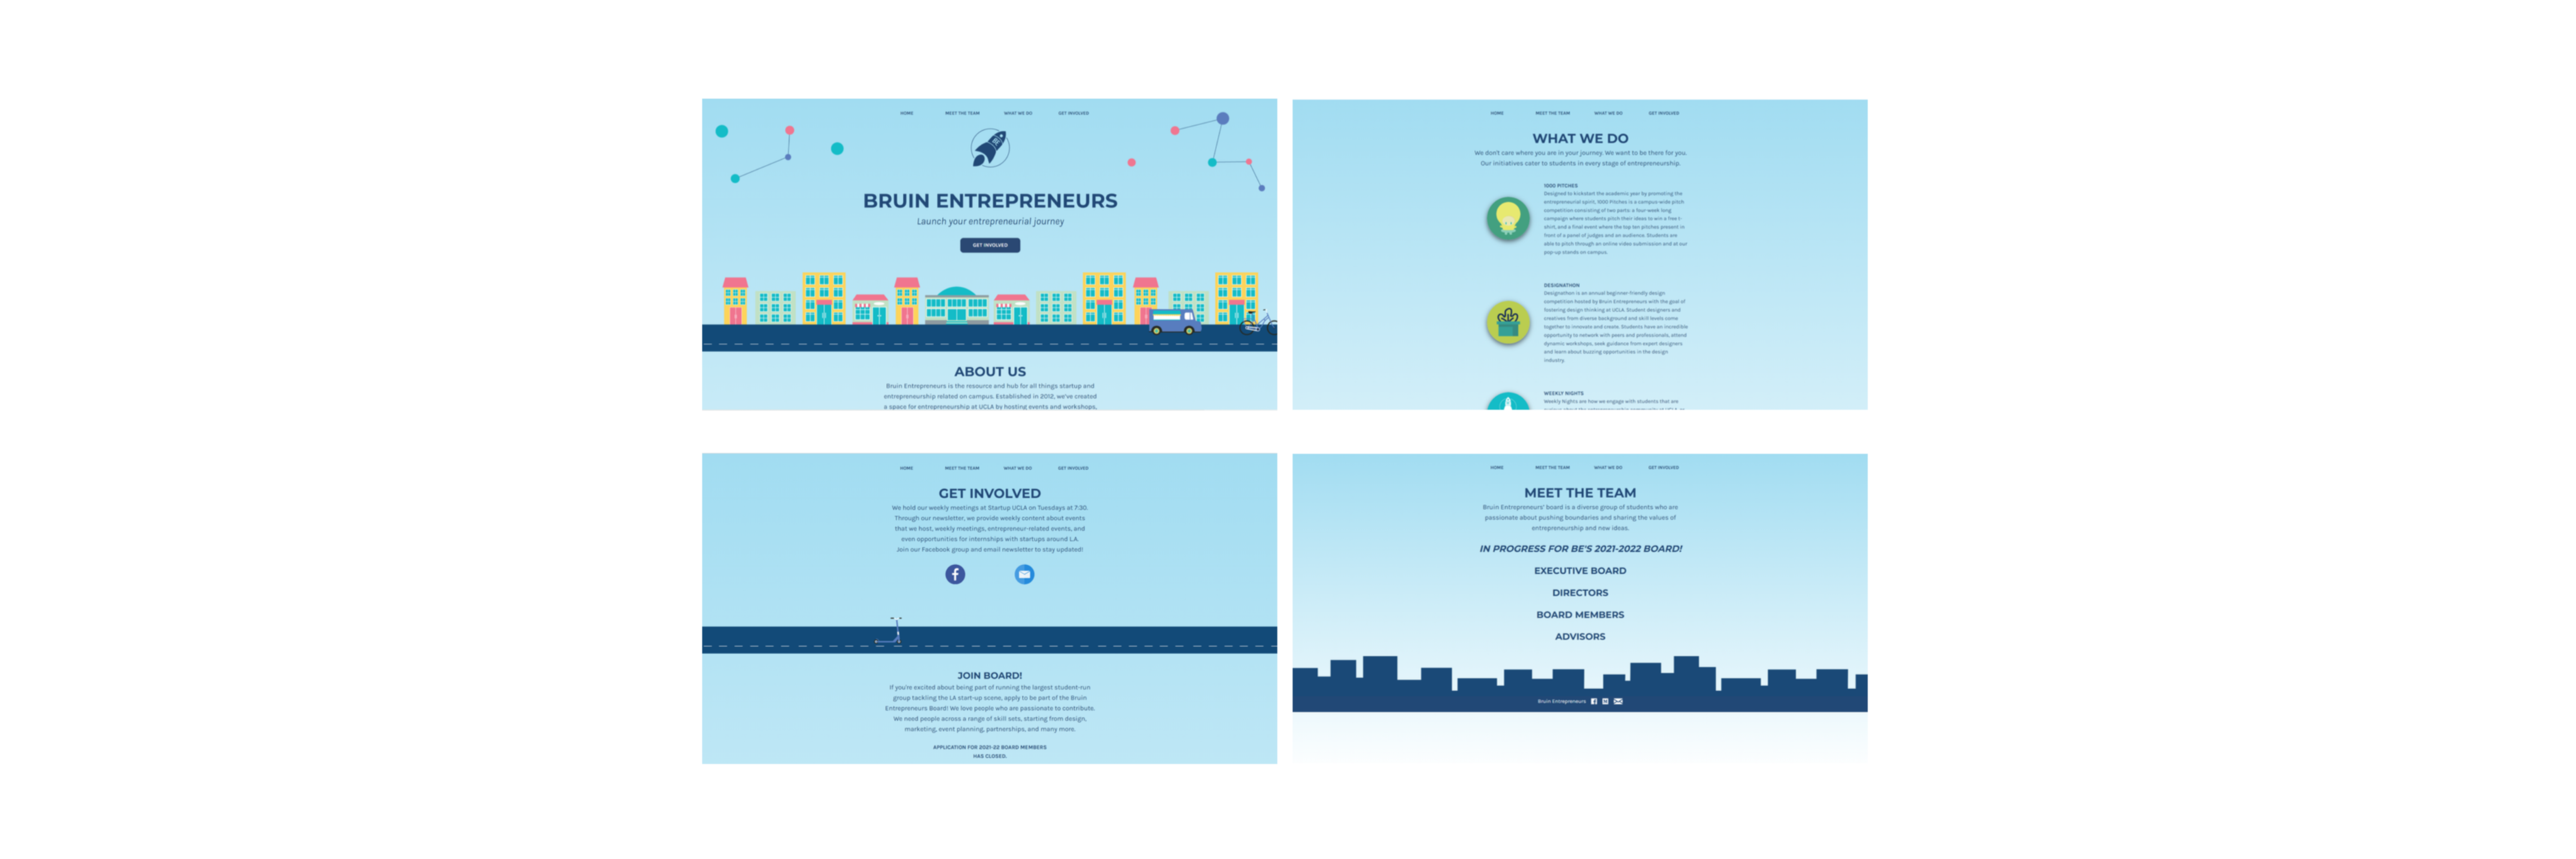 HOME MEET THE TEAM WHAT WE DO GET INVOLVED
BRUIN ENTREPRENEURS
Launch your entrepreneurial journey
GET INVOLVED
ABOUT US
Bruin Entrepreneurs is the resource and hub for all things startup and
entrepreneurship related on campus. Established in 2012, we've created
a space for entrepreneurship at UCLA by hosting events and workshops,
HOME MEET THE TEAM WHAT WE DO GET INVOLVED
WHAT WE DO
We don't care where you are in your journey. We want to be there for you.
Our initiatives cater to students in every stage of entrepreneurship.
1000 PITCHES
Designed to kickstart the academic year by promoting the
entrepreneurial spirit, 1000 Pitches is a campus-wide pitch
competition consisting of two parts: a four-week long
campaign where students pitch their ideas to win a free t-
shirt, and a final event where the top ten pitches present in
front of a panel of judges and an audience. Students are
able to pitch through an online video submission and at our
pop-up stands on campus.
DESIGNATHON
Designathon is an annual beginner-friendly design
competition hosted by Bruin Entrepreneurs with the goal of
fostering design thinking at UCLA. Student designers and
creatives from diverse background and skill levels come
together to innovate and create. Students have an incredible
opportunity to network with peers and professionals, attend
dynamic workshops, seek guidance from expert designers
and learn about buzzing opportunities in the design
industry.
WEEKLY NIGHTS
Weekly Nights are how we engage with students that are
HOME MEET THE TEAM WHAT WE DO GET INVOLVED
GET INVOLVED
We hold our weekly meetings at Startup UCLA on Tuesdays at 7:30.
Through our newsletter, we provide weekly content about events
that we host, weekly meetings, entrepreneur-related events, and
even opportunities for internships with startups around L.A.
Join our Facebook group and email newsletter to stay updated!
JOIN BOARD!
If you're excited about being part of running the largest student-run
group tackling the LA start-up scene, apply to be part of the Bruin
Entrepreneurs Board! We love people who are passionate to contribute.
We need people across a range of skill sets, starting from design,
marketing, event planning, partnerships, and many more.
APPLICATION FOR 2021-22 BOARD MEMBERS
HAS CLOSED.
HOME MEET THE TEAM WHAT WE DO GET INVOLVED
MEET THE TEAM
Bruin Entrepreneurs' board is a diverse group of students who are
passionate about pushing boundaries and sharing the values of
entrepreneurship and new ideas.
IN PROGRESS FOR BE'S 2021-2022 BOARD!
EXECUTIVE BOARD
DIRECTORS
BOARD MEMBERS
ADVISORS
Bruin Entrepreneurs